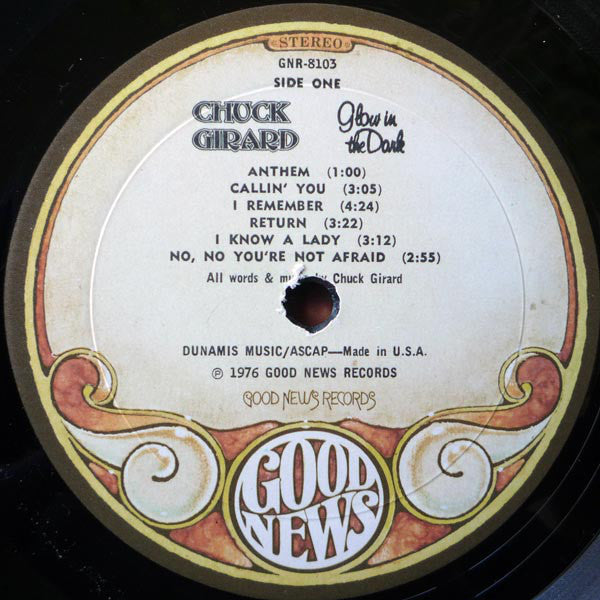 STEREO
GNR-8103
SIDE ONE
CHUCK GIRARD
Glow in the Dark
ANTHEM (1:00)
CALLIN' YOU (3:05)
I REMEMBER (4:24)
RETURN (3:22)
I KNOW A LADY (3:12)
NO, NO YOU'RE NOT AFRAID (2:55)
All words & by Chuck Girard
DUNAMIS MUSIC/ASCAP—Made in U.S.A.
℗ 1976 GOOD NEWS RECORDS
GOOD NEWS RECORDS
GOOD
NEWS